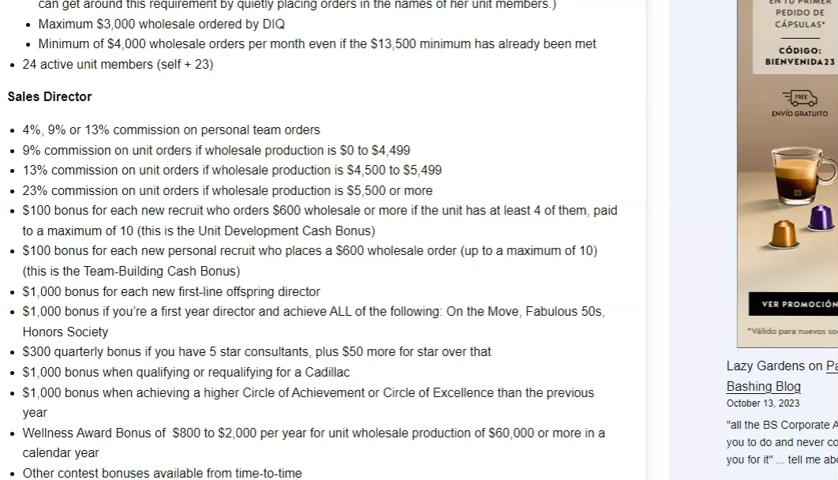 can get around this requirement by quietly placing orders in the names of her unit members.)
Maximum $3,000 wholesale ordered by DIQ
Minimum of $4,000 wholesale orders per month even if the $13,500 minimum has already been met
24 active unit members (self + 23)
Sales Director
4%, 9% or 13% commission on personal team orders
9% commission on unit orders if wholesale production is $0 to $4,499
13% commission on unit orders if wholesale production is $4,500 to $5,499
23% commission on unit orders if wholesale production is $5,500 or more
$100 bonus for each new recruit who orders $600 wholesale or more if the unit has at least 4 of them, paid
to a maximum of 10 (this is the Unit Development Cash Bonus)
$100 bonus for each new personal recruit who places a $600 wholesale order (up to a maximum of 10)
(this is the Team-Building Cash Bonus)
$1,000 bonus for each new first-line offspring director
$1,000 bonus if you're a first year director and achieve ALL of the following: On the Move, Fabulous 50s,
Honors Society
$300 quarterly bonus if you have 5 star consultants, plus $50 more for star over that
$1,000 bonus when qualifying or requalifying for a Cadillac
$1,000 bonus when achieving a higher Circle of Achievement or Circle of Excellence than the previous
year
Wellness Award Bonus of $800 to $2,000 per year for unit wholesale production of $60,000 or more in a
calendar year
Other contest bonuses available from time-to-time
EN TU PRIMER
PEDIDO DE
CÁPSULAS*
CÓDIGO:
BIENVENIDA23
FREE
ENVÍO GRATUITO
VER PROMOCIÓN
*Válido para nuevos so
Lazy Gardens on Pa
Bashing Blog
October 13, 2023
"all the BS Corporate A
you to do and never co
you for it" ... tell me abo